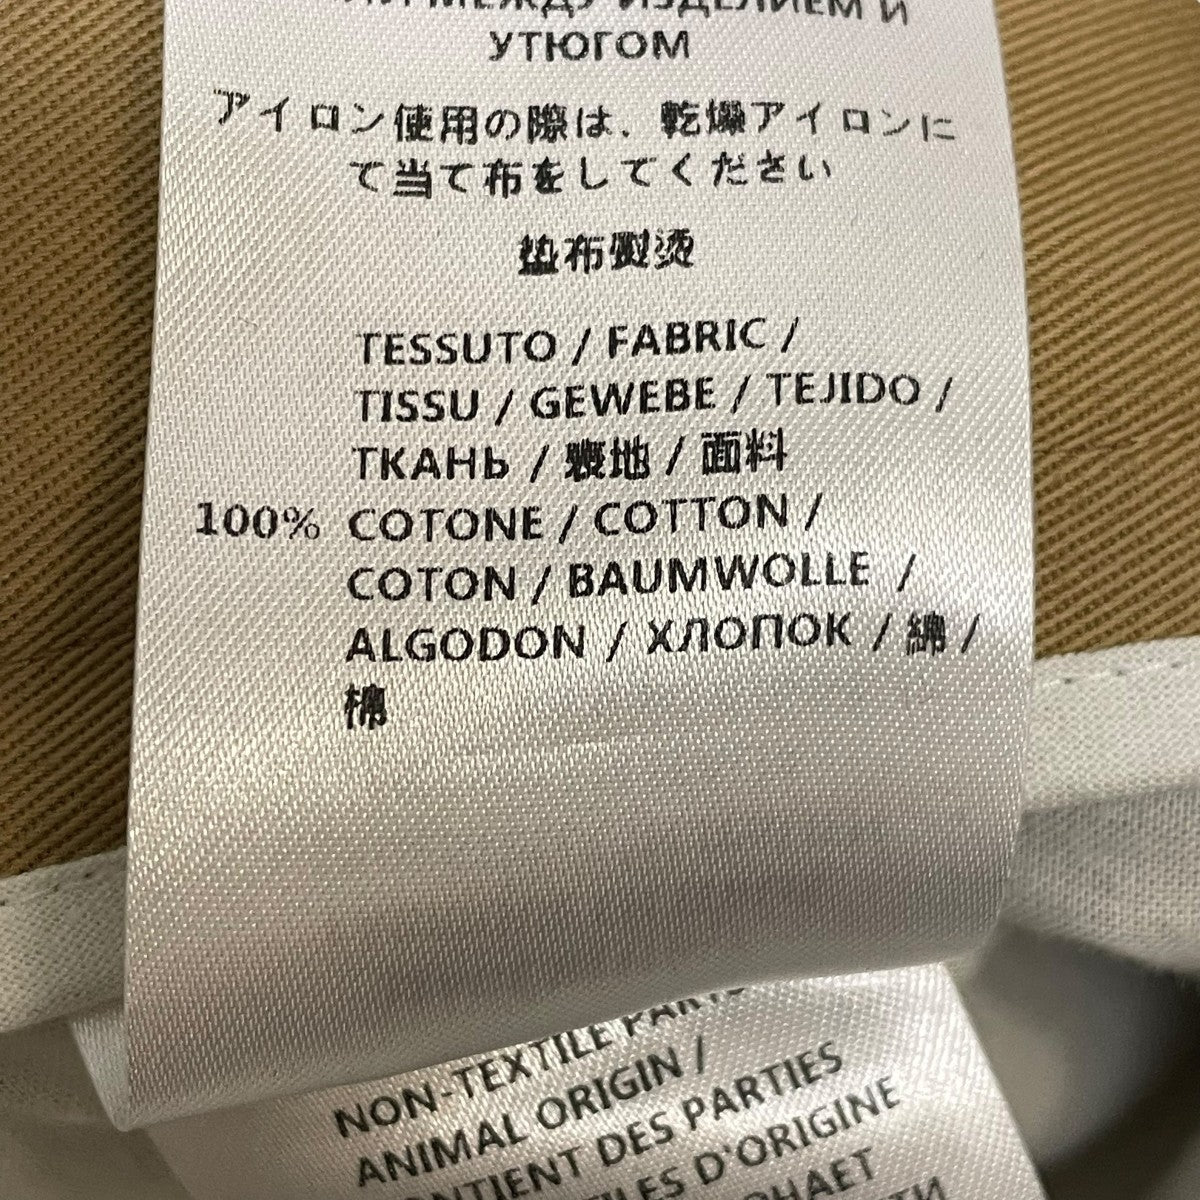 МЕЖДУ ИЗДЕЛИЕМ И
УТЮГОМ
アイロン使用の際は、乾燥アイロンに
て当て布をしてください
垫布熨烫
TESSUTO / FABRIC /
TISSU / GEWEBE / TEJIDO /
ТКАНЬ / 表地 / 面料
100% COTONE / COTTON /
COTON / BAUMWOLLE /
ALGODON / ХЛОПОК / 綿 /
棉
NON-TEXTILE PARTS
ANIMAL ORIGIN /
CONTIENT DES PARTIES
D'ORIGINE